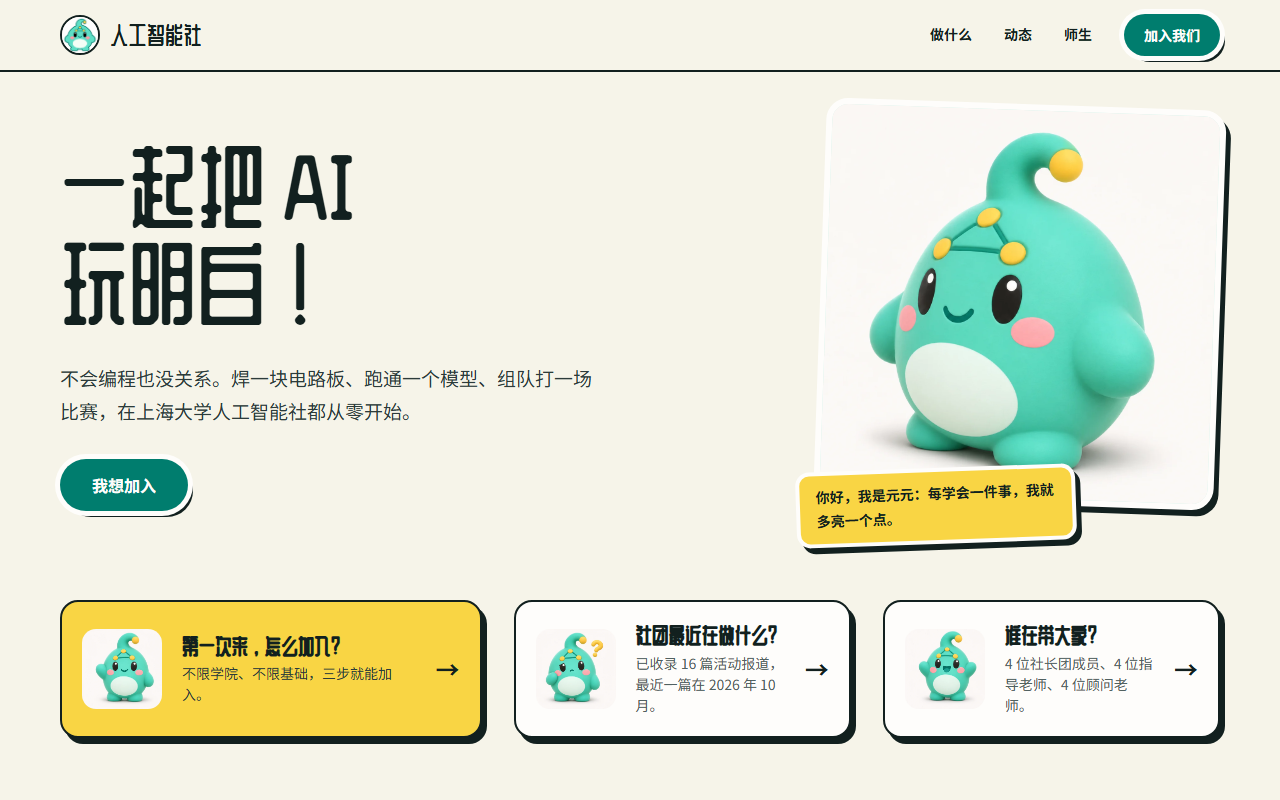 人工智能社
做什么
动态
师生
加入我们
一起把 AI
玩明白！
不会编程也没关系。焊一块电路板、跑通一个模型、组队打一场
比赛，在上海大学人工智能社都从零开始。
我想加入
你好，我是元元：每学会一件事，我就
多亮一个点。
第一次来，怎么加入？
不限学院、不限基础，三步就能加
入。
→
社团最近在做什么？
已收录 16 篇活动报道，
最近一篇在 2026 年 10
月。
→
谁在带大家？
4 位社长团成员、4 位指
导老师、4 位顾问老
师。
→